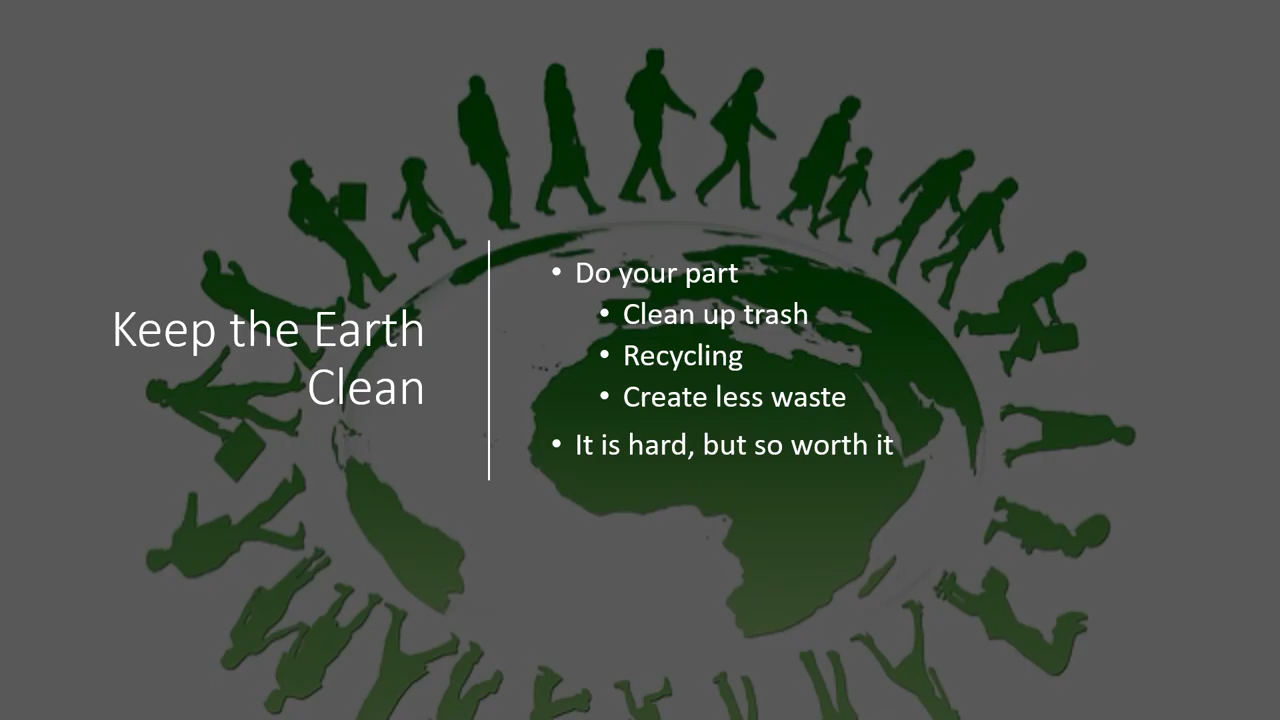 Keep the Earth
Clean
• Do your part
• Clean up trash
• Recycling
• Create less waste
• It is hard, but so worth it